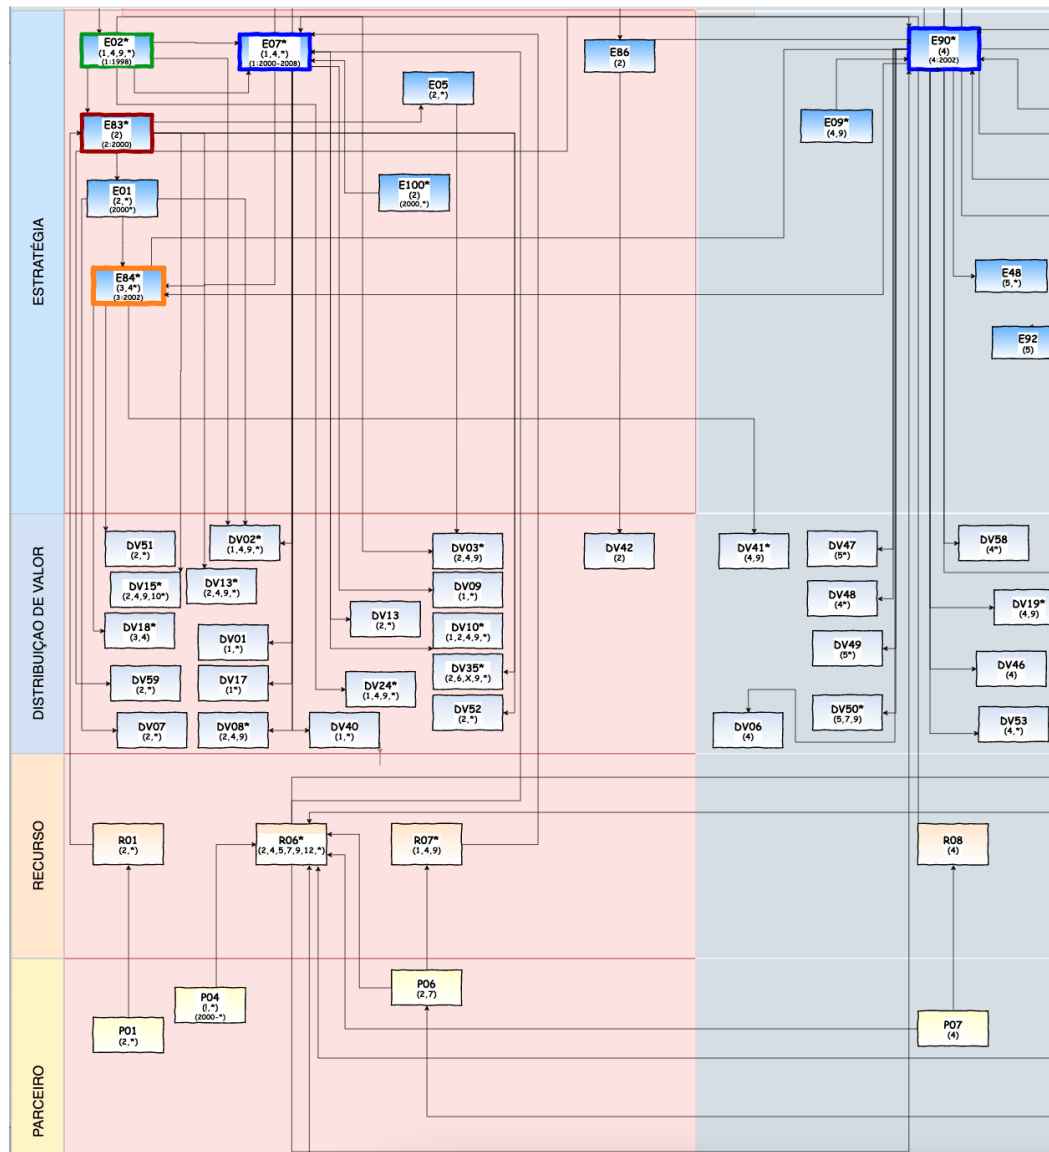 ESTRATÉGIA
E02*
(1,4,9,*)
(1:1998)
E07*
(1,4,*)
(1:2000-2008)
E86
(2)
E90*
(4)
(4:2002)
E05
(2,*)
E83*
(2)
(2:2000)
E09*
(4,9)
E01
(2,*)
(2000*)
E100*
(2)
(2000,*)
E84*
(3,4*)
(3:2002)
E48
(5,*)
E92
(5)
DISTRIBUIÇAO DE VALOR
DV51
(2,*)
DV02*
(1,4,9,*)
DV03*
(2,4,9)
DV42
(2)
DV41*
(4,9)
DV47
(5*)
DV58
(4*)
DV15*
(2,4,9,10*)
DV13*
(2,4,9,*)
DV09
(1,*)
DV48
(4*)
DV19*
(4,9)
DV18*
(3,4)
DV01
(1,*)
DV13
(2,*)
DV10*
(1,2,4,9,*)
DV49
(5*)
DV59
(2,*)
DV17
(1*)
DV24*
(1,4,9,*)
DV35*
(2,6,X,9,*)
DV46
(4)
DV07
(2,*)
DV08*
(2,4,9)
DV40
(1,*)
DV52
(2,*)
DV06
(4)
DV50*
(5,7,9)
DV53
(4,*)
RECURSO
R01
(2,*)
R06*
(2,4,5,7,9,12,*)
R07*
(1,4,9)
R08
(4)
PARCEIRO
P01
(2,*)
P04
(l,*)
(2000-*)
P06
(2,7)
P07
(4)